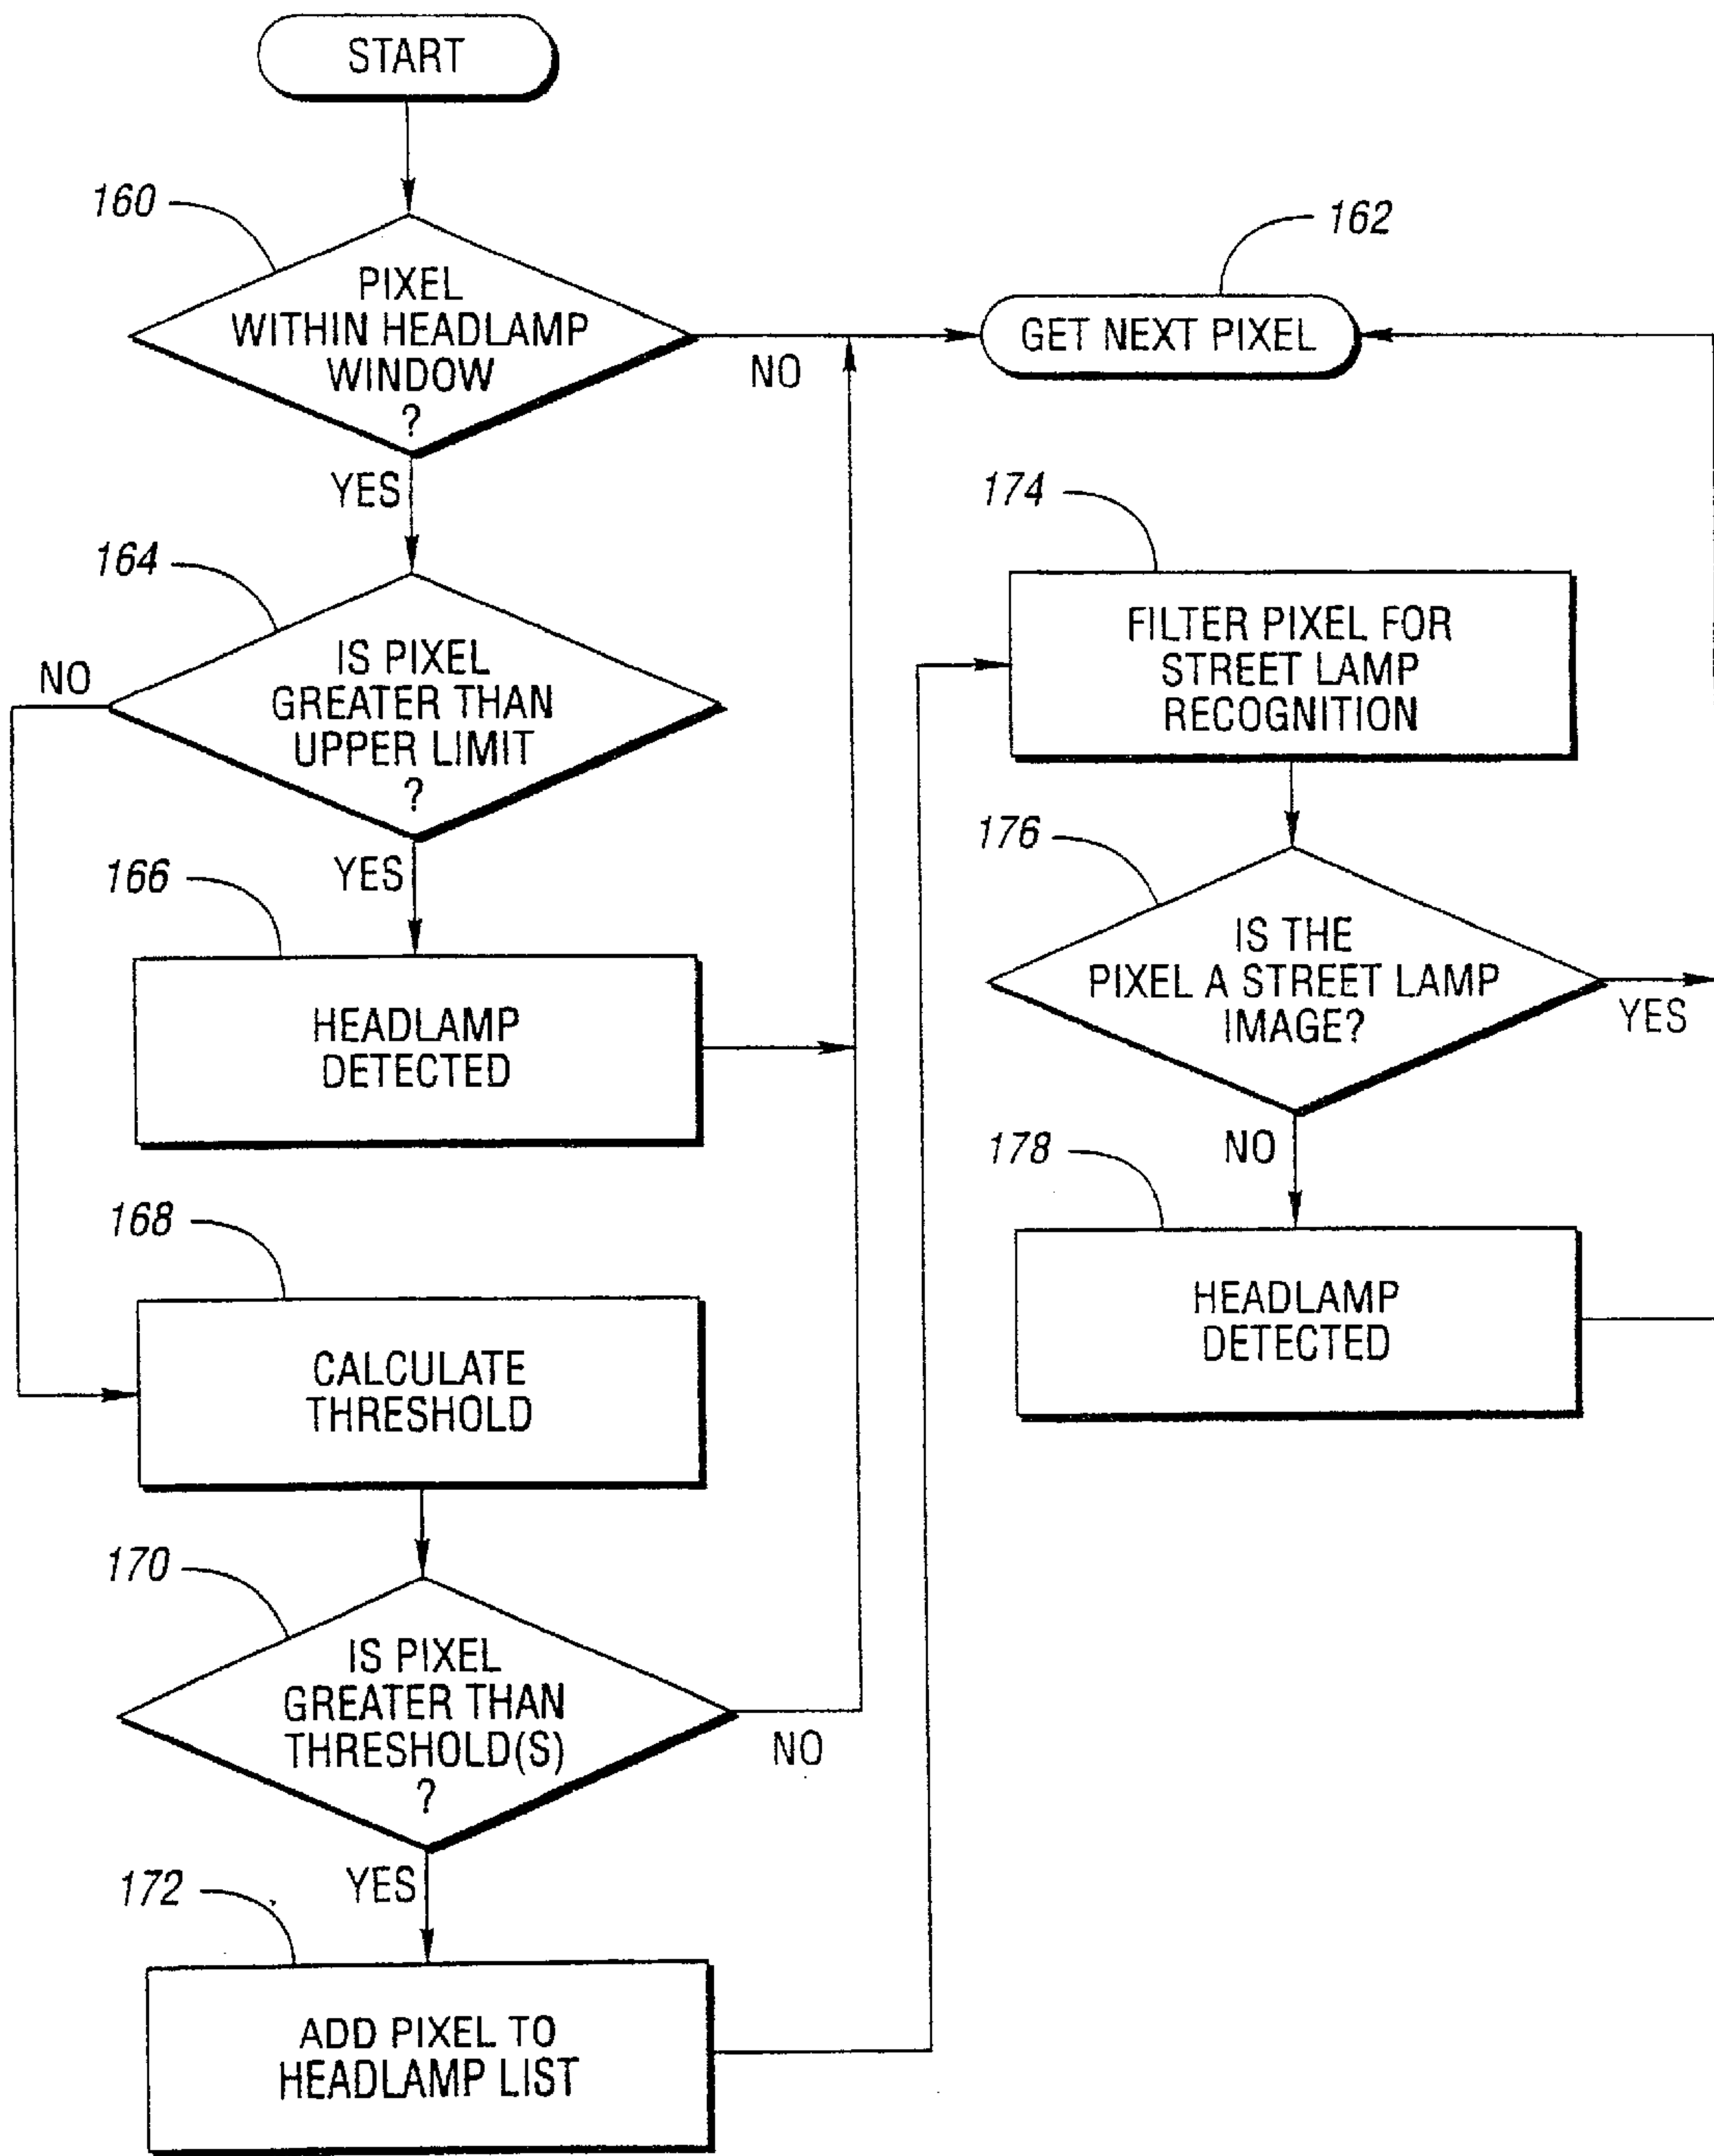 START
160
PIXEL
WITHIN HEADLAMP
WINDOW
?
NO
YES
162
GET NEXT PIXEL
164
IS PIXEL
GREATER THAN
UPPER LIMIT
?
NO
YES
166
HEADLAMP
DETECTED
168
CALCULATE
THRESHOLD
170
IS PIXEL
GREATER THAN
THRESHOLD(S)
?
NO
YES
172
ADD PIXEL TO
HEADLAMP LIST
174
FILTER PIXEL FOR
STREET LAMP
RECOGNITION
176
IS THE
PIXEL A STREET LAMP
IMAGE?
YES
NO
178
HEADLAMP
DETECTED